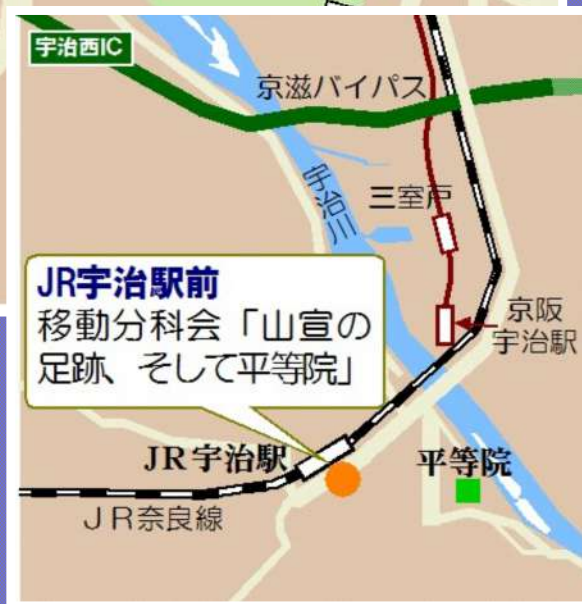 宇治西IC
京滋バイパス
宇治川
三室戸
JR宇治駅前
移動分科会「山宣の
足跡、そして平等院」
京阪
宇治駅
JR宇治駅
平等院
ＪＲ奈良線